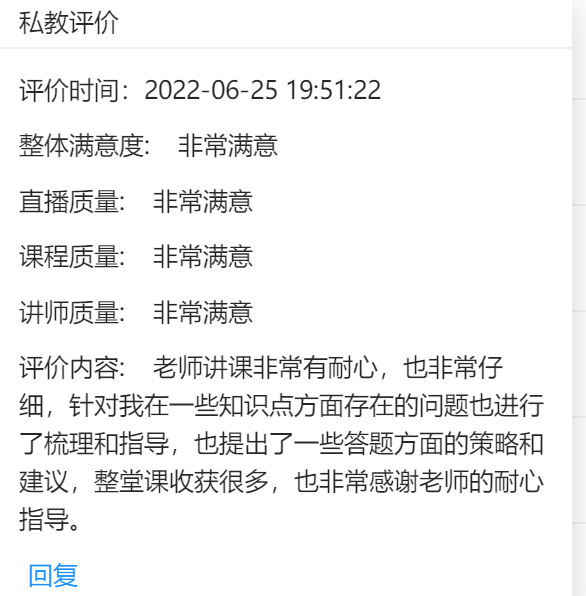 私教评价
评价时间：2022-06-25 19:51:22
整体满意度： 非常满意
直播质量： 非常满意
课程质量： 非常满意
讲师质量： 非常满意
评价内容： 老师讲课非常有耐心，也非常仔
细，针对我在一些知识点方面存在的问题也进行
了梳理和指导，也提出了一些答题方面的策略和
建议，整堂课收获很多，也非常感谢老师的耐心
指导。
回复